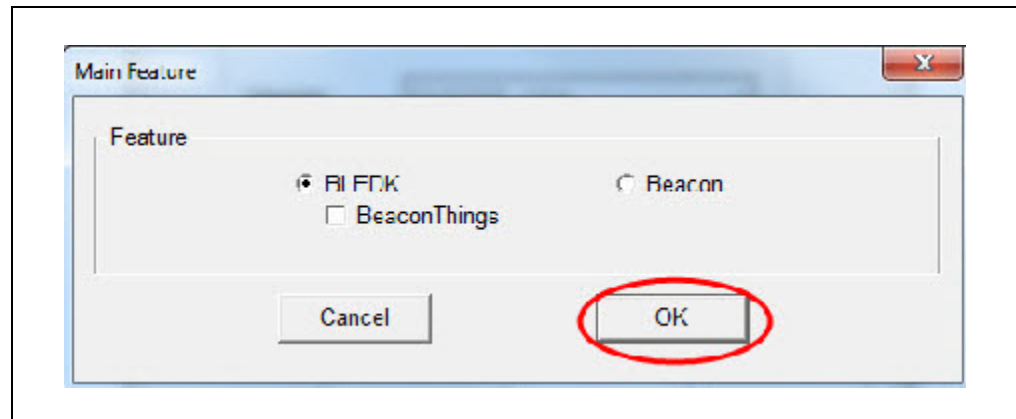 Main Feature
Feature
BLEDK
Beacon
BeaconThings
Cancel
OK